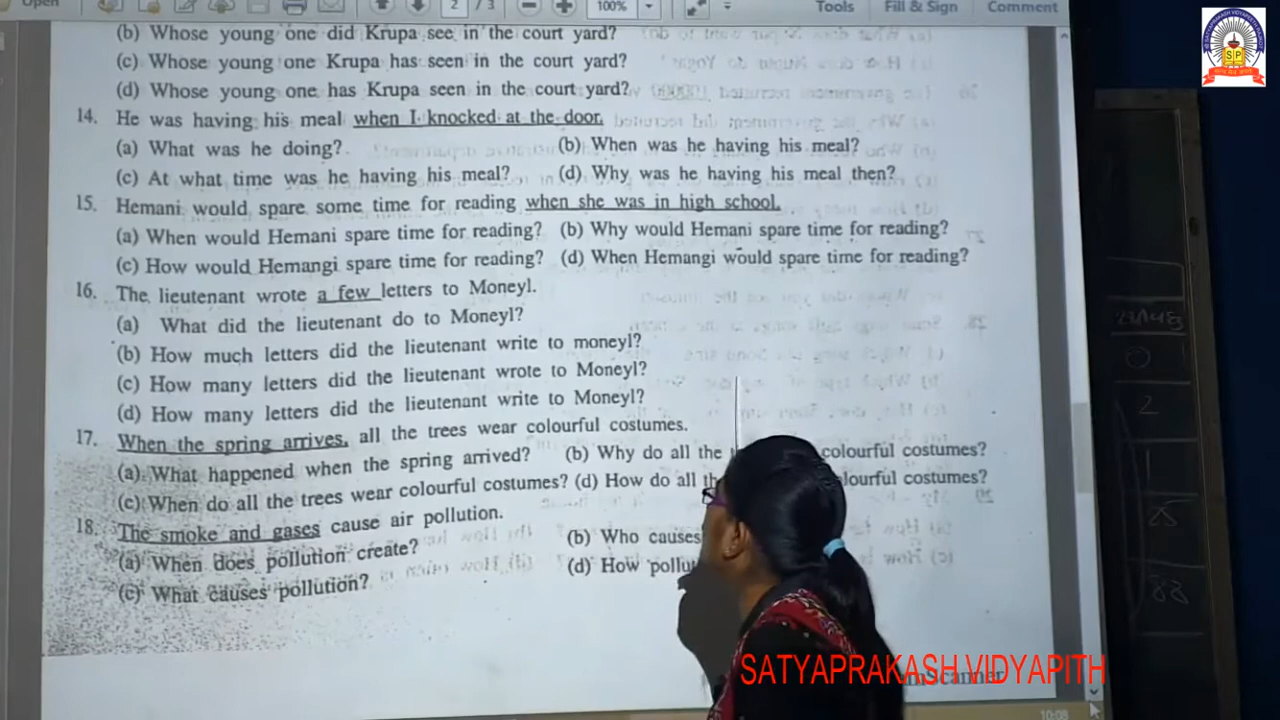 Open 2 / 3 100% Tools Fill & Sign Comment
(b) Whose young one did Krupa see in the court yard?
(c) Whose young one Krupa has seen in the court yard?
(d) Whose young one has Krupa seen in the court yard?
14. He was having his meal when I knocked at the door.
(a) What was he doing? (b) When was he having his meal?
(c) At what time was he having his meal? (d) Why was he having his meal then?
15. Hemani would spare some time for reading when she was in high school.
(a) When would Hemani spare time for reading? (b) Why would Hemani spare time for reading?
(c) How would Hemangi spare time for reading? (d) When Hemangi would spare time for reading?
16. The lieutenant wrote a few letters to Moneyl.
(a) What did the lieutenant do to Moneyl?
(b) How much letters did the lieutenant write to moneyl?
(c) How many letters did the lieutenant wrote to Moneyl?
(d) How many letters did the lieutenant write to Moneyl?
17. When the spring arrives, all the trees wear colourful costumes.
(a) What happened when the spring arrived? (b) Why do all the colourful costumes?
(c) When do all the trees wear colourful costumes? (d) How do all colourful costumes?
18. The smoke and gases cause air pollution.
(a) When does pollution create? (b) Who causes
(c) What causes pollution? (d) How
SATYAPRAKASH VIDYAPITH
10:08